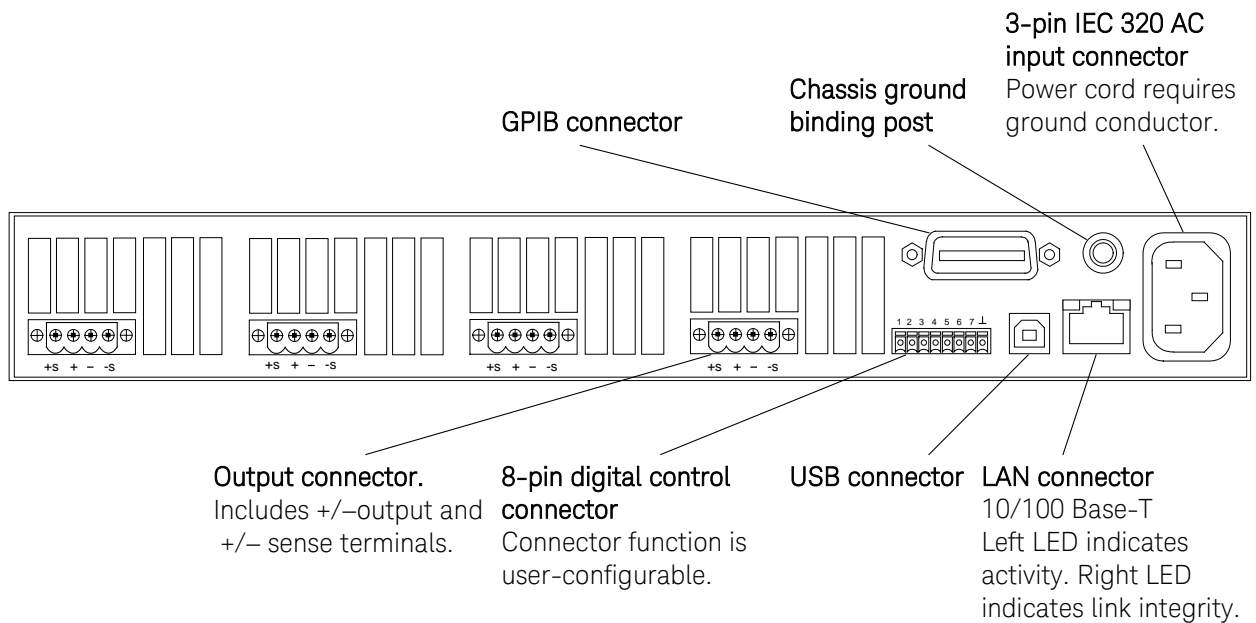 3-pin IEC 320 AC
input connector
Power cord requires
ground conductor.
Chassis ground
binding post
GPIB connector
1 2 3 4 5 6 7 ⊥
+s + – -s
+s + – -s
+s + – -s
+s + – -s
Output connector.
Includes +/–output and
+/– sense terminals.
8-pin digital control
connector
Connector function is
user-configurable.
USB connector
LAN connector
10/100 Base-T
Left LED indicates
activity. Right LED
indicates link integrity.